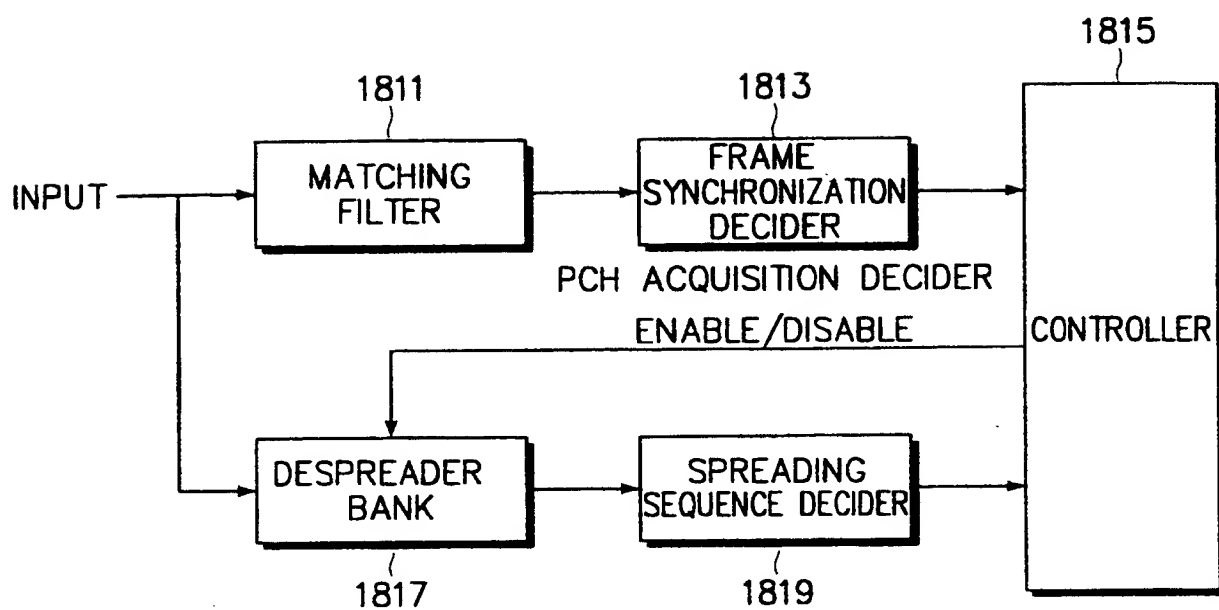 1815
1811
1813
INPUT
MATCHING
FILTER
FRAME
SYNCHRONIZATION
DECIDER
PCH ACQUISITION DECIDER
ENABLE/DISABLE
CONTROLLER
DESPREADER
BANK
SPREADING
SEQUENCE DECIDER
1817
1819